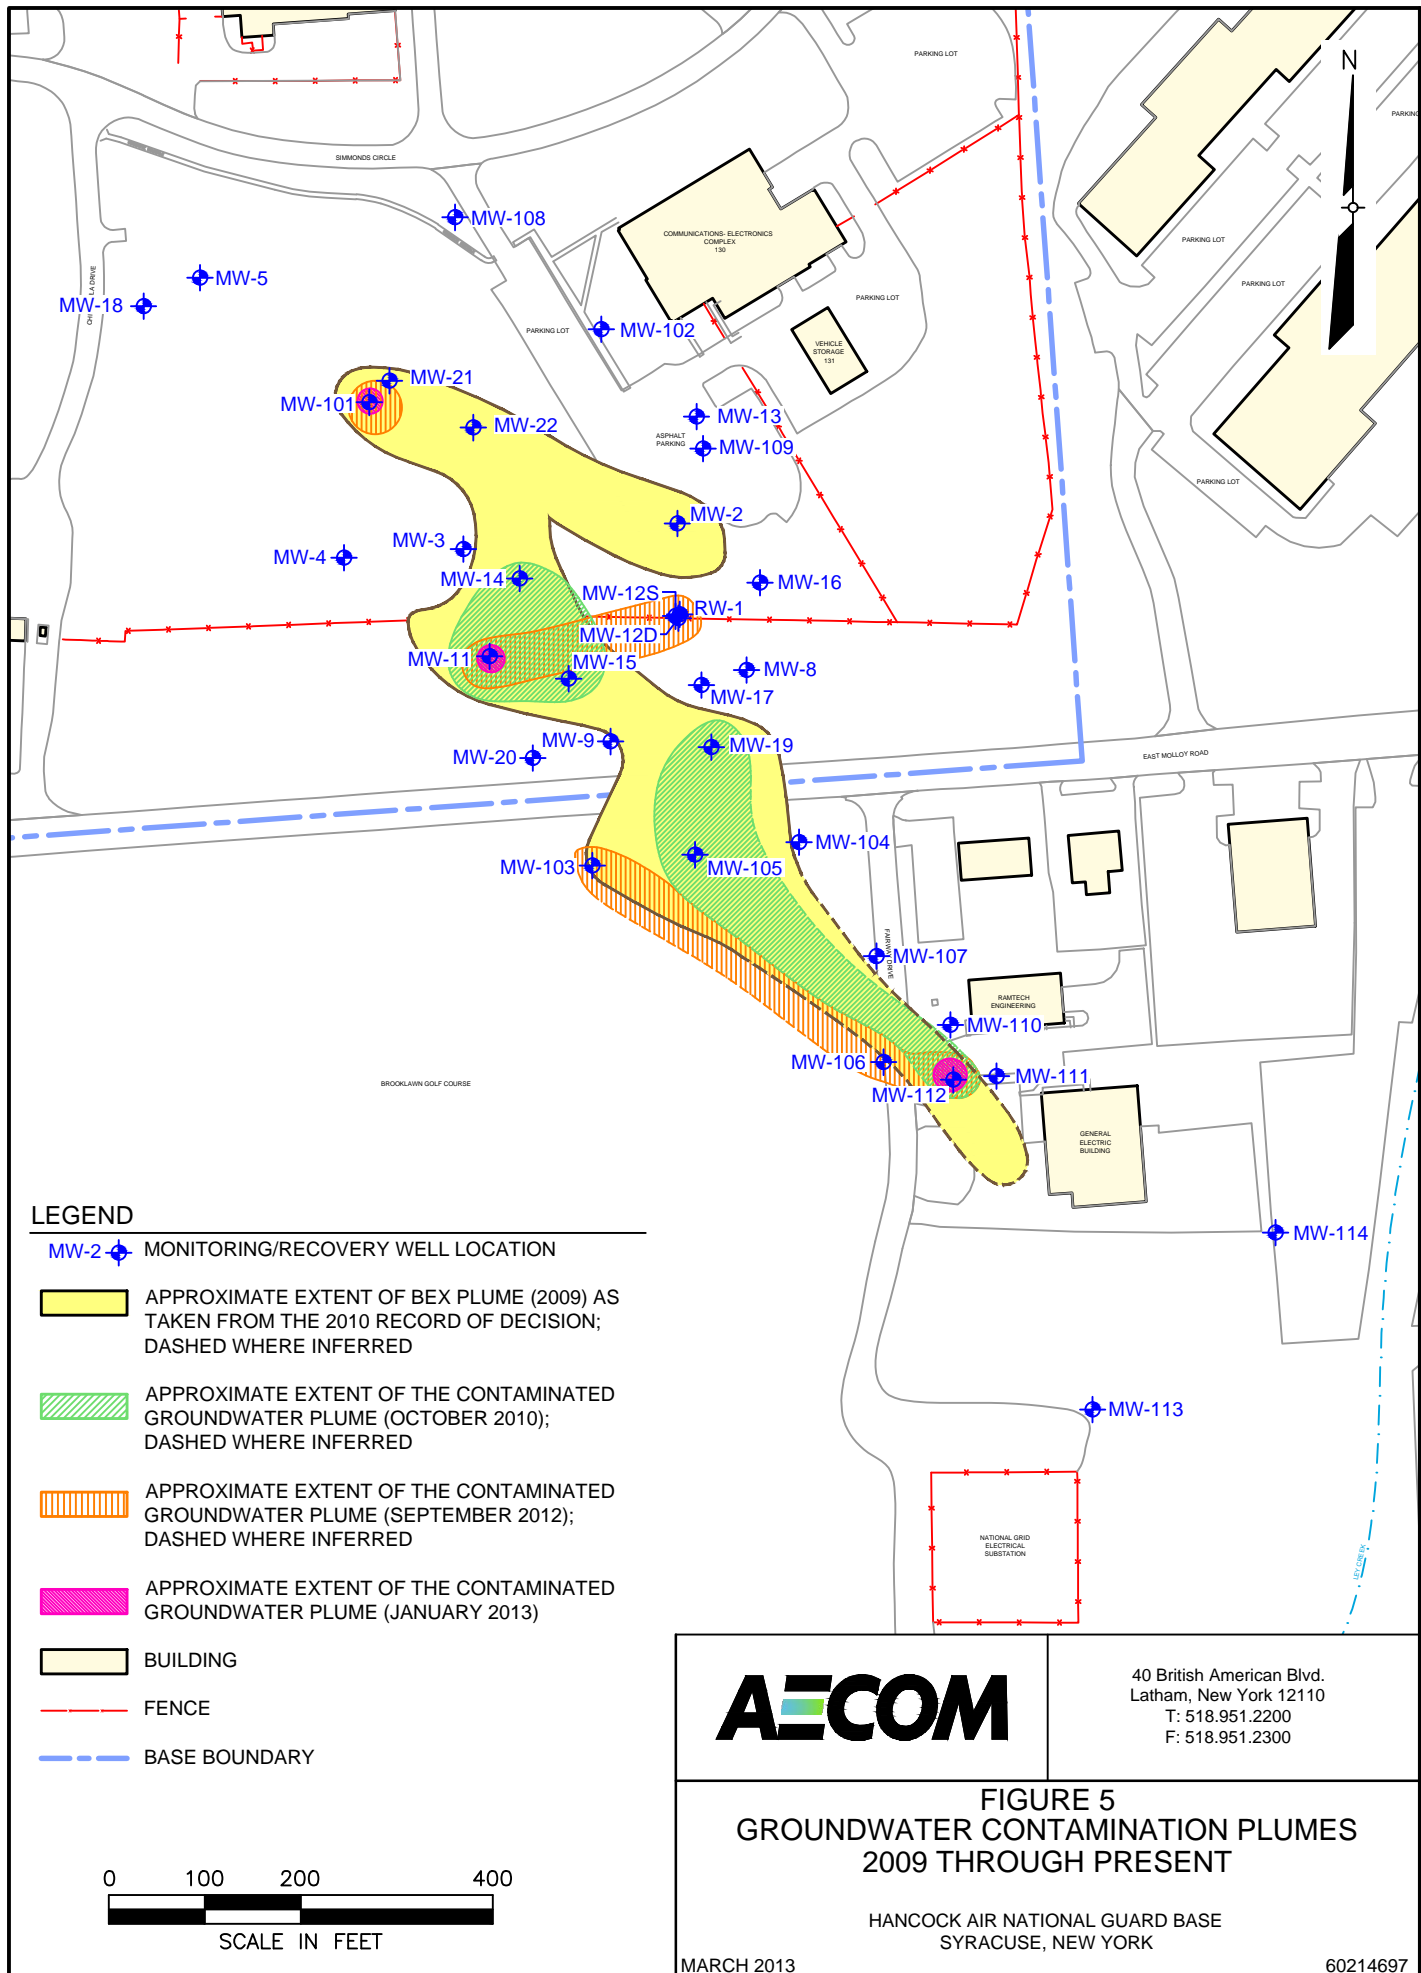 PARKING LOT
N
PARKING
SIMMONDS CIRCLE
MW-108
COMMUNICATIONS- ELECTRONICS
COMPLEX
130
PARKING LOT
MW-5
MW-18
PARKING LOT
PARKING LOT
MW-102
PARKING LOT
VEHICLE
STORAGE
131
MW-21
MW-101
MW-22
MW-13
ASPHALT
PARKING
MW-109
PARKING LOT
MW-2
MW-3
MW-4
MW-14
MW-16
MW-12S
RW-1
MW-12D
MW-11
MW-15
MW-8
MW-17
MW-9
MW-19
MW-20
EAST MOLLOY ROAD
MW-104
MW-103
MW-105
FAIRWAY DRIVE
MW-107
RAMTECH
ENGINEERING
MW-110
MW-106
MW-111
BROOKLAWN GOLF COURSE
MW-112
GENERAL
ELECTRIC
BUILDING
MW-114
MW-113
NATIONAL GRID
ELECTRICAL
SUBSTATION
LEY CREEK
LEGEND
MW-2 MONITORING/RECOVERY WELL LOCATION
APPROXIMATE EXTENT OF BEX PLUME (2009) AS
TAKEN FROM THE 2010 RECORD OF DECISION;
DASHED WHERE INFERRED
APPROXIMATE EXTENT OF THE CONTAMINATED
GROUNDWATER PLUME (OCTOBER 2010);
DASHED WHERE INFERRED
APPROXIMATE EXTENT OF THE CONTAMINATED
GROUNDWATER PLUME (SEPTEMBER 2012);
DASHED WHERE INFERRED
APPROXIMATE EXTENT OF THE CONTAMINATED
GROUNDWATER PLUME (JANUARY 2013)
BUILDING
FENCE
BASE BOUNDARY
0 100 200 400
SCALE IN FEET
AECOM
40 British American Blvd.
Latham, New York 12110
T: 518.951.2200
F: 518.951.2300
FIGURE 5
GROUNDWATER CONTAMINATION PLUMES
2009 THROUGH PRESENT
HANCOCK AIR NATIONAL GUARD BASE
SYRACUSE, NEW YORK
MARCH 2013
60214697